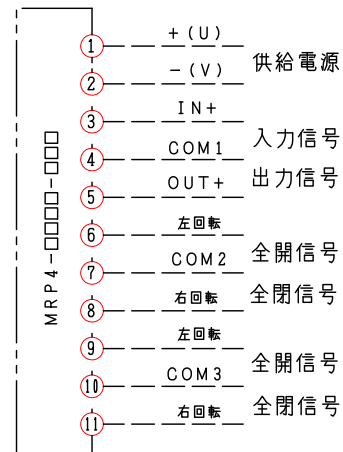 MRP4-□□□□-□□□
① +(U)
供給電源
② -(V)
③ IN+
入力信号
④ COM1
⑤ OUT+ 出力信号
⑥ 左回転
全開信号
⑦ COM2
⑧ 右回転 全閉信号
⑨ 左回転
全開信号
⑩ COM3
⑪ 右回転 全閉信号